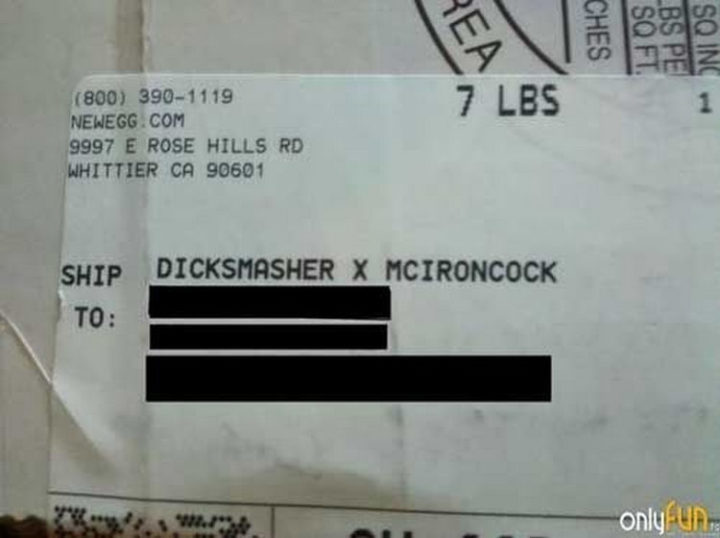 REA
CHES
LBS PE
SQ FT.
SQ INC
(800) 390-1119
NEWEGG.COM
9997 E ROSE HILLS RD
WHITTIER CA 90601
7 LBS
1
SHIP TO:
DICKSMASHER X MCIRONCOCK
onlyfun